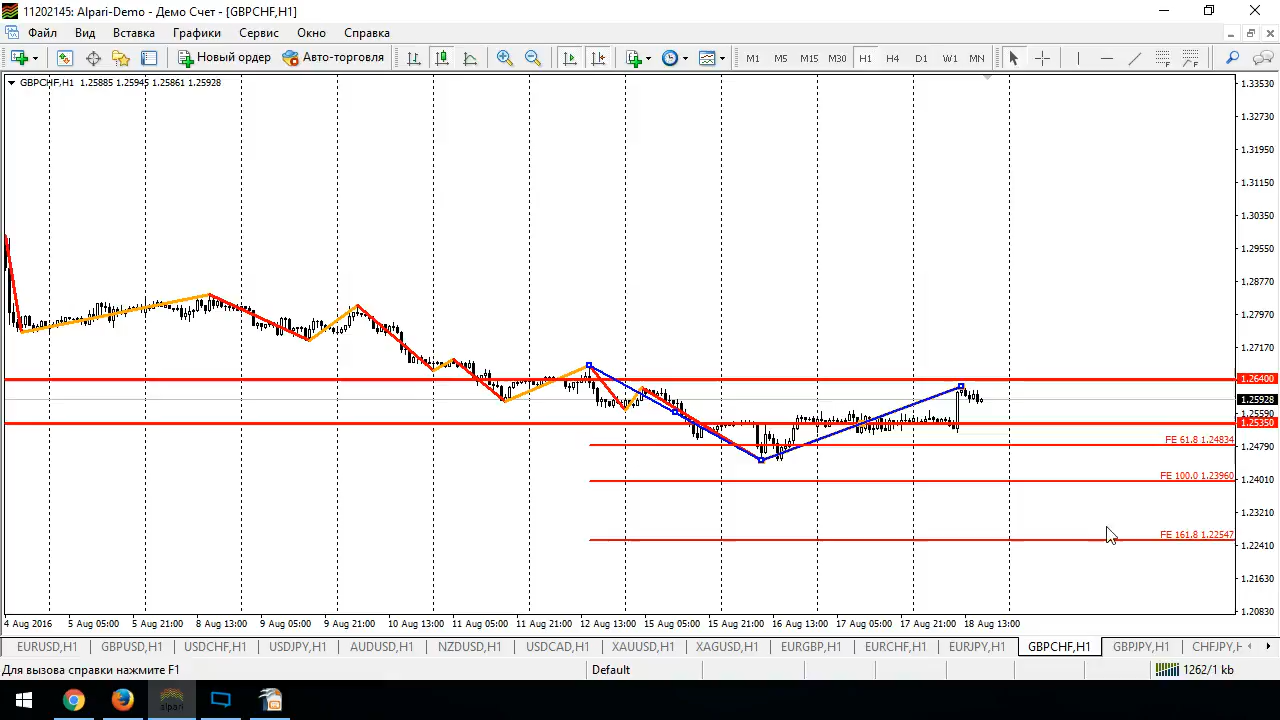 11202145: Alpari-Demo - Демо Счет - [GBPCHF,H1]
Файл Вид Вставка Графики Сервис Окно Справка
Новый ордер Авто-торговля M1 M5 M15 M30 H1 H4 D1 W1 MN
GBPCHF,H1 1.25885 1.25945 1.25861 1.25928
1.33530
1.32730
1.31950
1.31150
1.30350
1.29550
1.28770
1.27970
1.27170
1.26400
1.25928
1.25590
1.25350
FE 61.8 1.24834
1.24790
FE 100.0 1.23960
1.24010
1.23210
FE 161.8 1.22547
1.22410
1.21630
1.20830
4 Aug 2016 5 Aug 05:00 5 Aug 21:00 8 Aug 13:00 9 Aug 05:00 9 Aug 21:00 10 Aug 13:00 11 Aug 05:00 11 Aug 21:00 12 Aug 13:00 15 Aug 05:00 15 Aug 21:00 16 Aug 13:00 17 Aug 05:00 17 Aug 21:00 18 Aug 13:00
EURUSD,H1 GBPUSD,H1 USDCHF,H1 USDJPY,H1 AUDUSD,H1 NZDUSD,H1 USDCAD,H1 XAUUSD,H1 XAGUSD,H1 EURGBP,H1 EURCHF,H1 EURJPY,H1 GBPCHF,H1 GBPJPY,H1 CHFJPY,H
Для вызова справки нажмите F1 Default 1262/1 kb
alpari